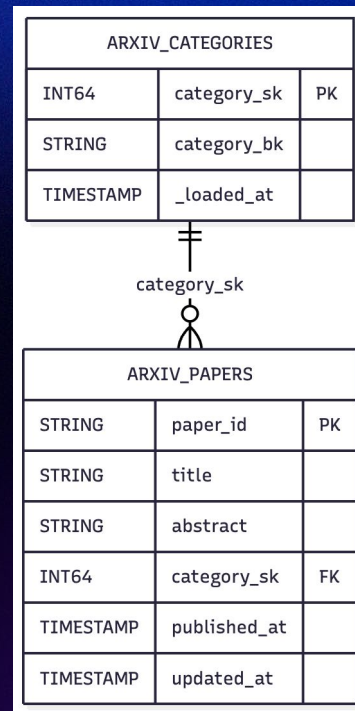 ARXIV_CATEGORIES
INT64 category_sk PK
STRING category_bk
TIMESTAMP _loaded_at
category_sk
ARXIV_PAPERS
STRING paper_id PK
STRING title
STRING abstract
INT64 category_sk FK
TIMESTAMP published_at
TIMESTAMP updated_at